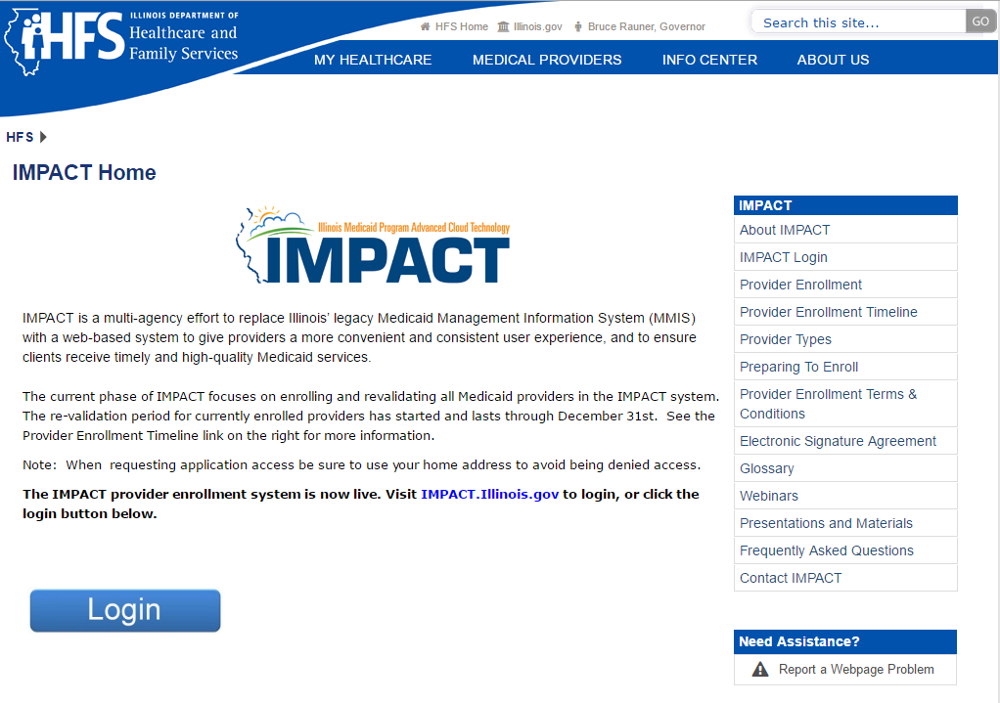 ILLINOIS DEPARTMENT OF
HFS
Healthcare and
Family Services
HFS Home Illinois.gov Bruce Rauner, Governor
Search this site... GO
MY HEALTHCARE MEDICAL PROVIDERS INFO CENTER ABOUT US
HFS
IMPACT Home
Illinois Medicaid Program Advanced Cloud Technology
IMPACT
IMPACT is a multi-agency effort to replace Illinois' legacy Medicaid Management Information System (MMIS)
with a web-based system to give providers a more convenient and consistent user experience, and to ensure
clients receive timely and high-quality Medicaid services.
The current phase of IMPACT focuses on enrolling and revalidating all Medicaid providers in the IMPACT system.
The re-validation period for currently enrolled providers has started and lasts through December 31st.  See the
Provider Enrollment Timeline link on the right for more information.
Note:  When  requesting application access be sure to use your home address to avoid being denied access.
The IMPACT provider enrollment system is now live. Visit IMPACT.Illinois.gov to login, or click the
login button below.
Login
IMPACT
About IMPACT
IMPACT Login
Provider Enrollment
Provider Enrollment Timeline
Provider Types
Preparing To Enroll
Provider Enrollment Terms &
Conditions
Electronic Signature Agreement
Glossary
Webinars
Presentations and Materials
Frequently Asked Questions
Contact IMPACT
Need Assistance?
Report a Webpage Problem